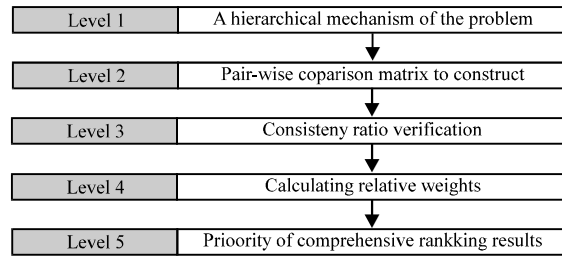 Level 1 A hierarchical mechanism of the problem
Level 2 Pair-wise coparison matrix to construct
Level 3 Consisteny ratio verification
Level 4 Calculating relative weights
Level 5 Prioority of comprehensive rankking results